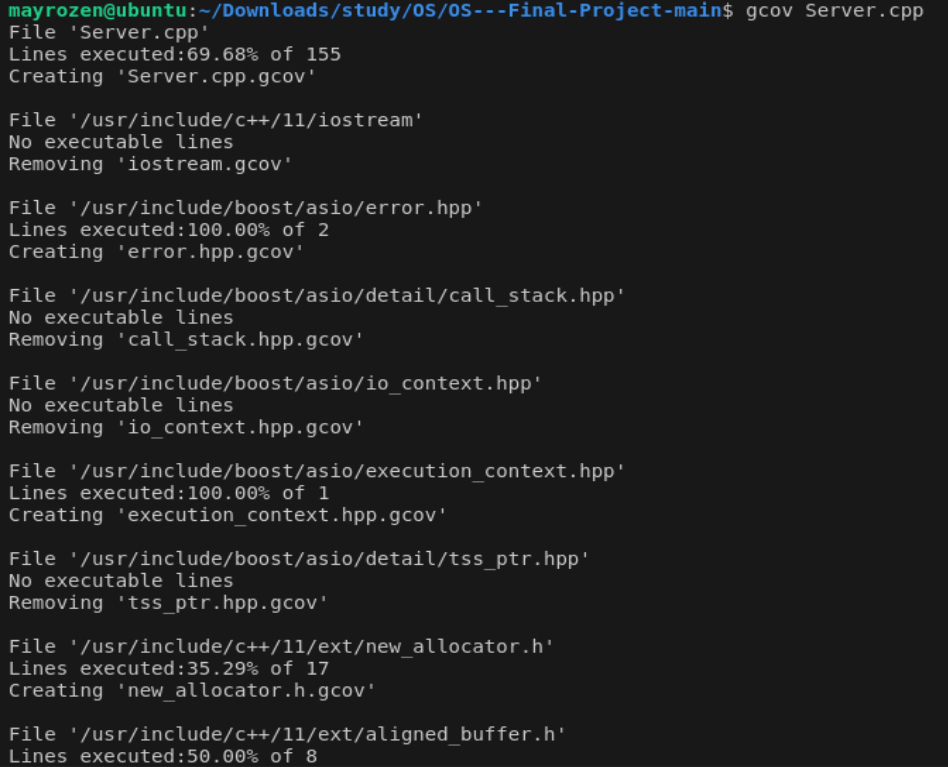 mayrozen@ubuntu:~/Downloads/study/OS/OS---Final-Project-main$ gcov Server.cpp
File 'Server.cpp'
Lines executed:69.68% of 155
Creating 'Server.cpp.gcov'

File '/usr/include/c++/11/iostream'
No executable lines
Removing 'iostream.gcov'

File '/usr/include/boost/asio/error.hpp'
Lines executed:100.00% of 2
Creating 'error.hpp.gcov'

File '/usr/include/boost/asio/detail/call_stack.hpp'
No executable lines
Removing 'call_stack.hpp.gcov'

File '/usr/include/boost/asio/io_context.hpp'
No executable lines
Removing 'io_context.hpp.gcov'

File '/usr/include/boost/asio/execution_context.hpp'
Lines executed:100.00% of 1
Creating 'execution_context.hpp.gcov'

File '/usr/include/boost/asio/detail/tss_ptr.hpp'
No executable lines
Removing 'tss_ptr.hpp.gcov'

File '/usr/include/c++/11/ext/new_allocator.h'
Lines executed:35.29% of 17
Creating 'new_allocator.h.gcov'

File '/usr/include/c++/11/ext/aligned_buffer.h'
Lines executed:50.00% of 8